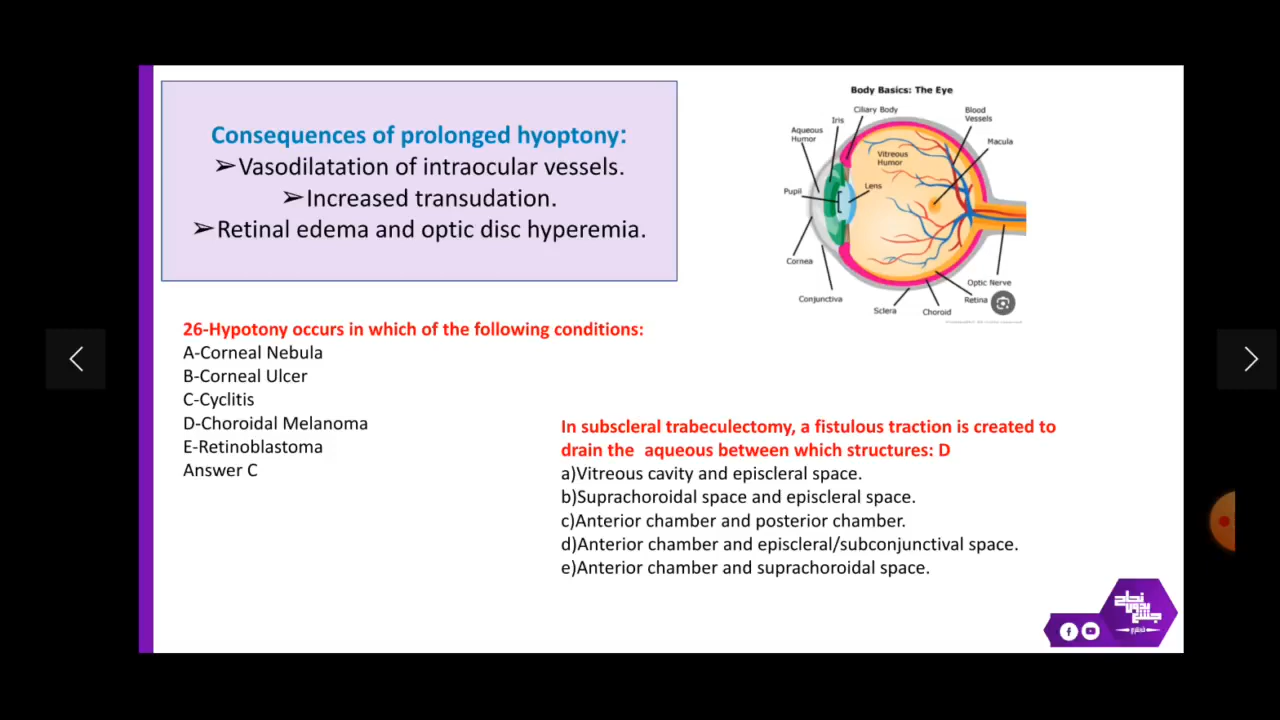 Consequences of prolonged hyoptony:
➢Vasodilatation of intraocular vessels.
➢Increased transudation.
➢Retinal edema and optic disc hyperemia.
Body Basics: The Eye
Ciliary Body
Iris
Aqueous
Humor
Blood
Vessels
Macula
Vitreous
Humor
Pupil
Lens
Cornea
Conjunctiva
Sclera
Choroid
Retina
Optic Nerve
26-Hypotony occurs in which of the following conditions:
A-Corneal Nebula
B-Corneal Ulcer
C-Cyclitis
D-Choroidal Melanoma
E-Retinoblastoma
Answer C
In subscleral trabeculectomy, a fistulous traction is created to
drain the aqueous between which structures: D
a)Vitreous cavity and episcleral space.
b)Suprachoroidal space and episcleral space.
c)Anterior chamber and posterior chamber.
d)Anterior chamber and episcleral/subconjunctival space.
e)Anterior chamber and suprachoroidal space.